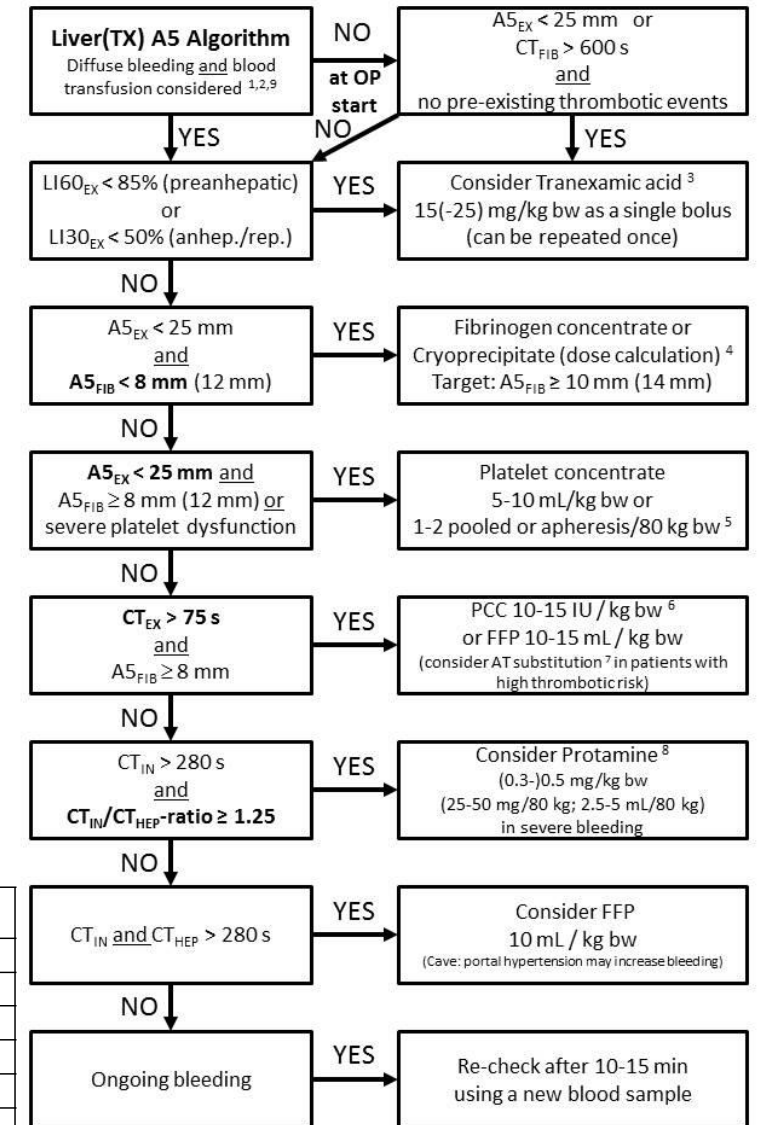 Liver(TX) A5 Algorithm
Diffuse bleeding and blood
transfusion considered 1,2,9
NO
at OP
start
A5EX < 25 mm or
CTFIB > 600 s
and
no pre-existing thrombotic events
YES
NO
YES
LI60EX < 85% (preanhepatic)
or
LI30EX < 50% (anhep./rep.)
YES
Consider Tranexamic acid 3
15(-25) mg/kg bw as a single bolus
(can be repeated once)
NO
A5EX < 25 mm
and
A5FIB < 8 mm (12 mm)
YES
Fibrinogen concentrate or
Cryoprecipitate (dose calculation) 4
Target: A5FIB ≥ 10 mm (14 mm)
NO
A5EX < 25 mm and
A5FIB ≥ 8 mm (12 mm) or
severe platelet dysfunction
YES
Platelet concentrate
5-10 mL/kg bw or
1-2 pooled or apheresis/80 kg bw 5
NO
CTEX > 75 s
and
A5FIB ≥ 8 mm
YES
PCC 10-15 IU / kg bw 6
or FFP 10-15 mL / kg bw
(consider AT substitution 7 in patients with
high thrombotic risk)
NO
CTIN > 280 s
and
CTIN/CTHEP-ratio ≥ 1.25
YES
Consider Protamine 8
(0.3-)0.5 mg/kg bw
(25-50 mg/80 kg; 2.5-5 mL/80 kg)
in severe bleeding
NO
CTIN and CTHEP > 280 s
YES
Consider FFP
10 mL / kg bw
(Cave: portal hypertension may increase bleeding)
NO
Ongoing bleeding
YES
Re-check after 10-15 min
using a new blood sample